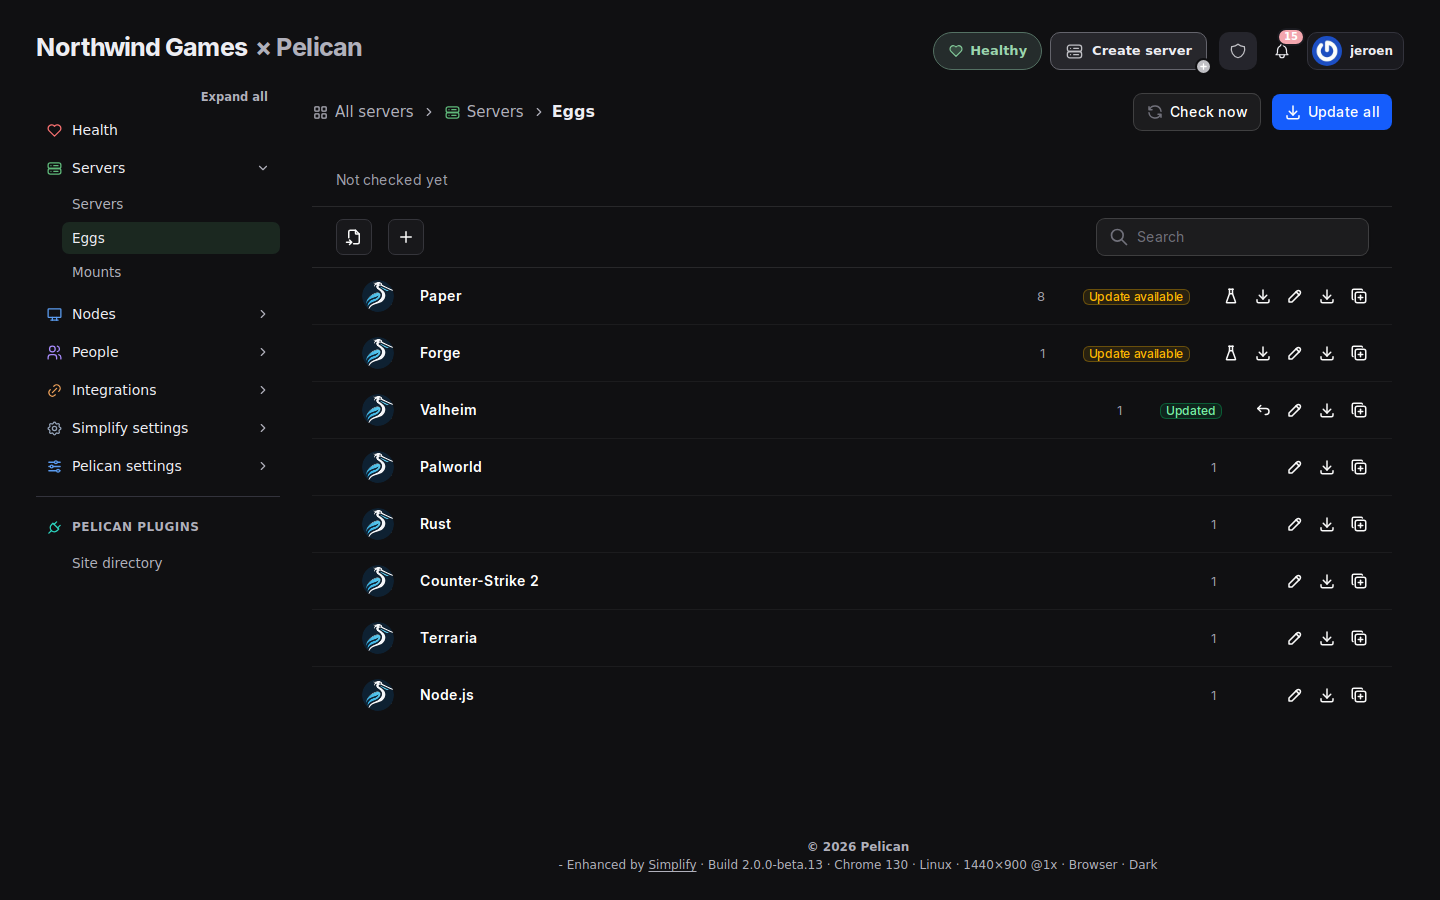 Northwind Games × Pelican
Healthy
Create server
15
jeroen
Expand all
Health
Servers
Servers
Eggs
Mounts
Nodes
People
Integrations
Simplify settings
Pelican settings
PELICAN PLUGINS
Site directory
All servers > Servers > Eggs
Check now
Update all
Not checked yet
Search
Paper 8 Update available
Forge 1 Update available
Valheim 1 Updated
Palworld 1
Rust 1
Counter-Strike 2 1
Terraria 1
Node.js 1
© 2026 Pelican
- Enhanced by Simplify · Build 2.0.0-beta.13 · Chrome 130 · Linux · 1440×900 @1x · Browser · Dark